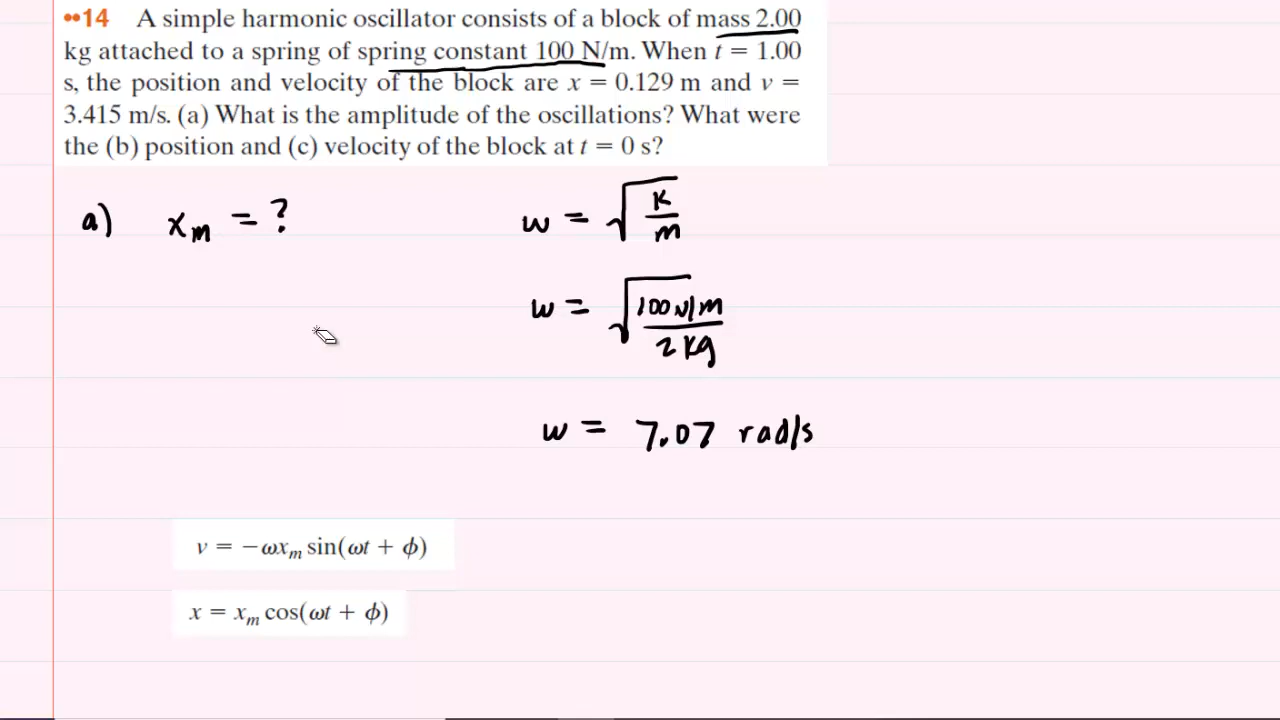 ••14 A simple harmonic oscillator consists of a block of mass 2.00
kg attached to a spring of spring constant 100 N/m. When t = 1.00
s, the position and velocity of the block are x = 0.129 m and v =
3.415 m/s. (a) What is the amplitude of the oscillations? What were
the (b) position and (c) velocity of the block at t = 0 s?
a) xm = ?
w = √(K/m)
w = √(100 N/m / 2 kg)
w = 7.07 rad/s
v = −ωxm sin(ωt + ϕ)
x = xm cos(ωt + ϕ)